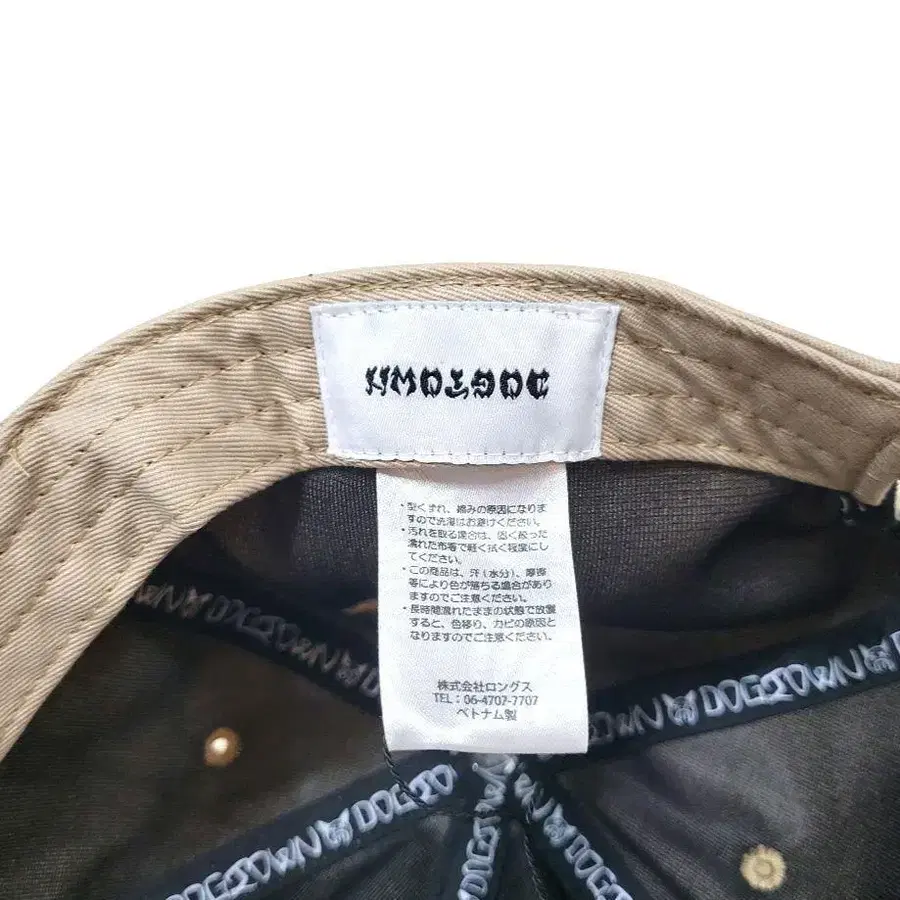 DOGTOWN
・型くずれ、縮みの原因になりま
すので洗濯はお避けください。
・汚れを取る場合は、固く絞った
濡れた布等で軽く拭く程度にし
てください。
・この商品は、汗(水分)、摩擦
等により色が落ちる場合があり
ますのでご注意ください。
・長時間濡れたままの状態で放置
すると、色移り、カビの原因と
なりますのでご注意ください。
株式会社ロングス
TEL:06-4707-7707
ベトナム製
DOGTOWN
DOGTOWN
DOGTOWN
DOGTOWN